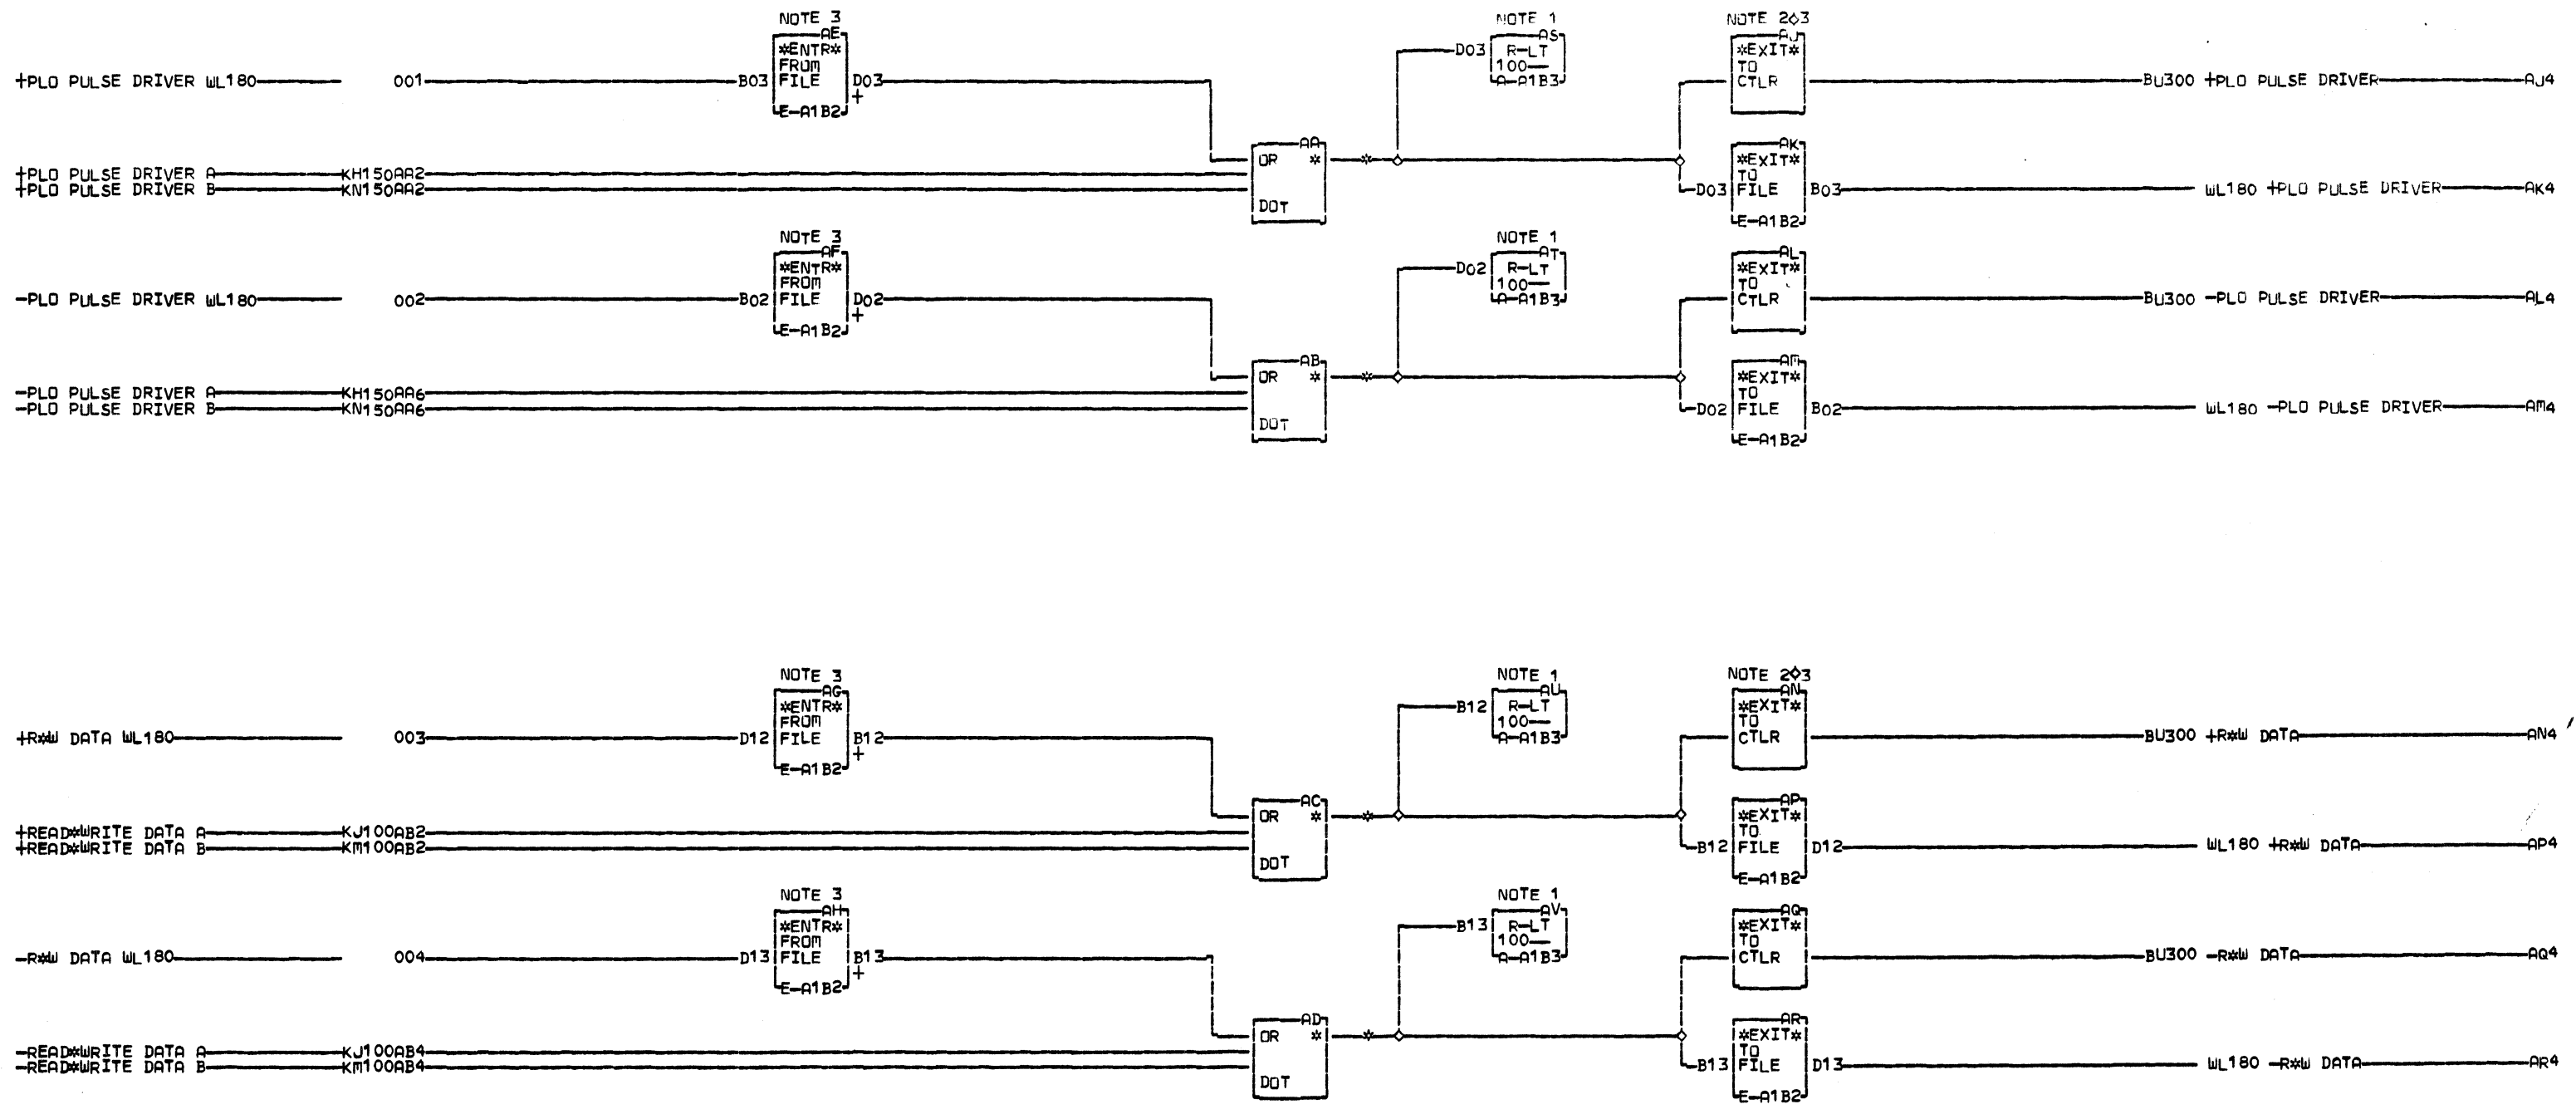 NOTE 3 NOTE 1 NOTE 2◇3
AE AS AJ
*ENTR* D03 R-LT *EXIT*
FROM 100 TO
+PLO PULSE DRIVER WL180 001 B03 FILE D03 A-A1B3 CTLR BU300 +PLO PULSE DRIVER AJ4
+
E-A1B2
AA AK
OR * * *EXIT*
+PLO PULSE DRIVER A KH150AA2 TO
+PLO PULSE DRIVER B KN150AA2 D03 FILE B03 WL180 +PLO PULSE DRIVER AK4
DOT
E-A1B2
NOTE 3 NOTE 1
AF AT AL
*ENTR* D02 R-LT *EXIT*
FROM 100 TO
-PLO PULSE DRIVER WL180 002 B02 FILE D02 A-A1B3 CTLR BU300 -PLO PULSE DRIVER AL4
+
E-A1B2
AB AM
OR * * *EXIT*
-PLO PULSE DRIVER A KH150AA6 TO
-PLO PULSE DRIVER B KN150AA6 D02 FILE B02 WL180 -PLO PULSE DRIVER AM4
DOT
E-A1B2
NOTE 3 NOTE 1 NOTE 2◇3
AG AU AN
*ENTR* B12 R-LT *EXIT*
FROM 100 TO
+R*W DATA WL180 003 D12 FILE B12 A-A1B3 CTLR BU300 +R*W DATA AN4
+
E-A1B2
AC AP
OR * * *EXIT*
+READ*WRITE DATA A KJ100AB2 TO
+READ*WRITE DATA B KM100AB2 B12 FILE D12 WL180 +R*W DATA AP4
DOT
E-A1B2
NOTE 3 NOTE 1
AH AV AQ
*ENTR* B13 R-LT *EXIT*
FROM 100 TO
-R*W DATA WL180 004 D13 FILE B13 A-A1B3 CTLR BU300 -R*W DATA AQ4
+
E-A1B2
AD AR
OR * * *EXIT*
-READ*WRITE DATA A KJ100AB4 TO
-READ*WRITE DATA B KM100AB4 B13 FILE D13 WL180 -R*W DATA AR4
DOT
E-A1B2